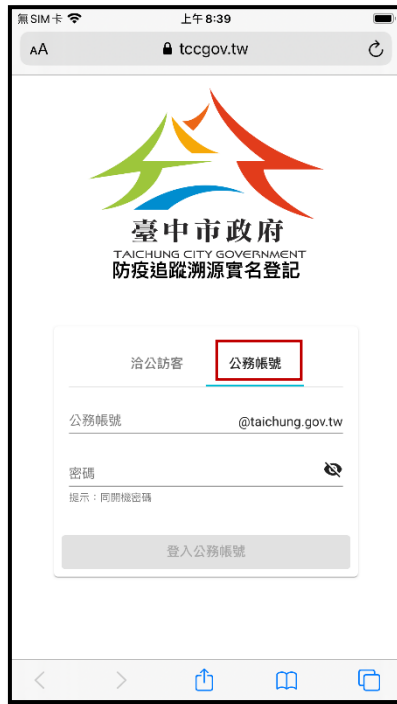 無SIM卡 上午8:39
AA tccgov.tw
臺中市政府
TAICHUNG CITY GOVERNMENT
防疫追蹤溯源實名登記
洽公訪客 公務帳號
公務帳號 @taichung.gov.tw
密碼
提示：同開機密碼
登入公務帳號